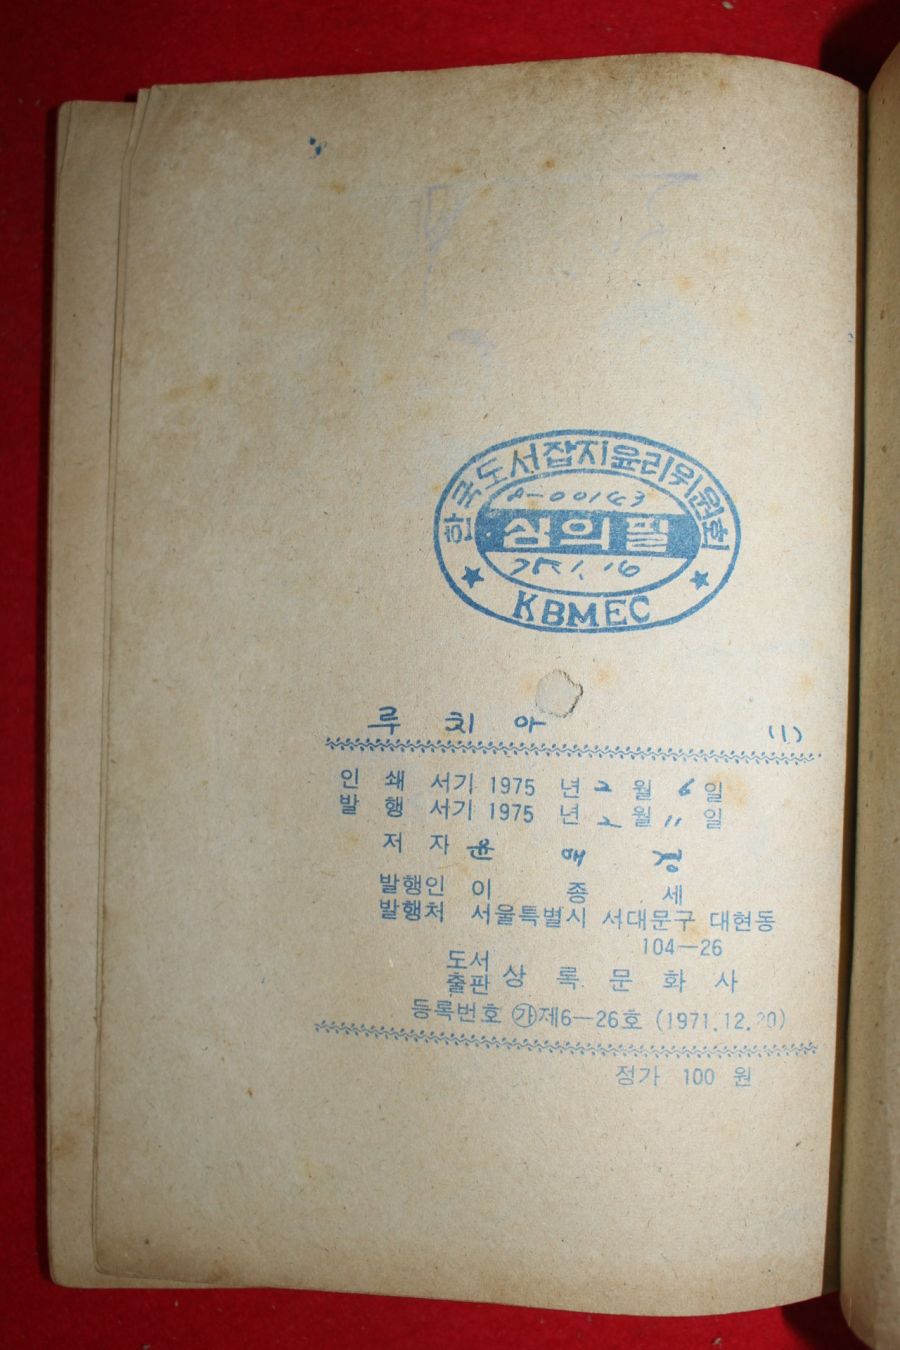 한국도서잡지윤리위원회
A-00143
심의필
75.1.16
★ KBMEC ★
루 치 아 (1)
인 쇄 서기 1975 년 2 월 6 일
발 행 서기 1975 년 2 월 11 일
저 자 윤 애 경
발행인 이 종 세
발행처 서울특별시 서대문구 대현동
104-26
도서출판 상 록 문 화 사
등록번호 ㉮제6-26호 (1971.12.20)
정가 100 원